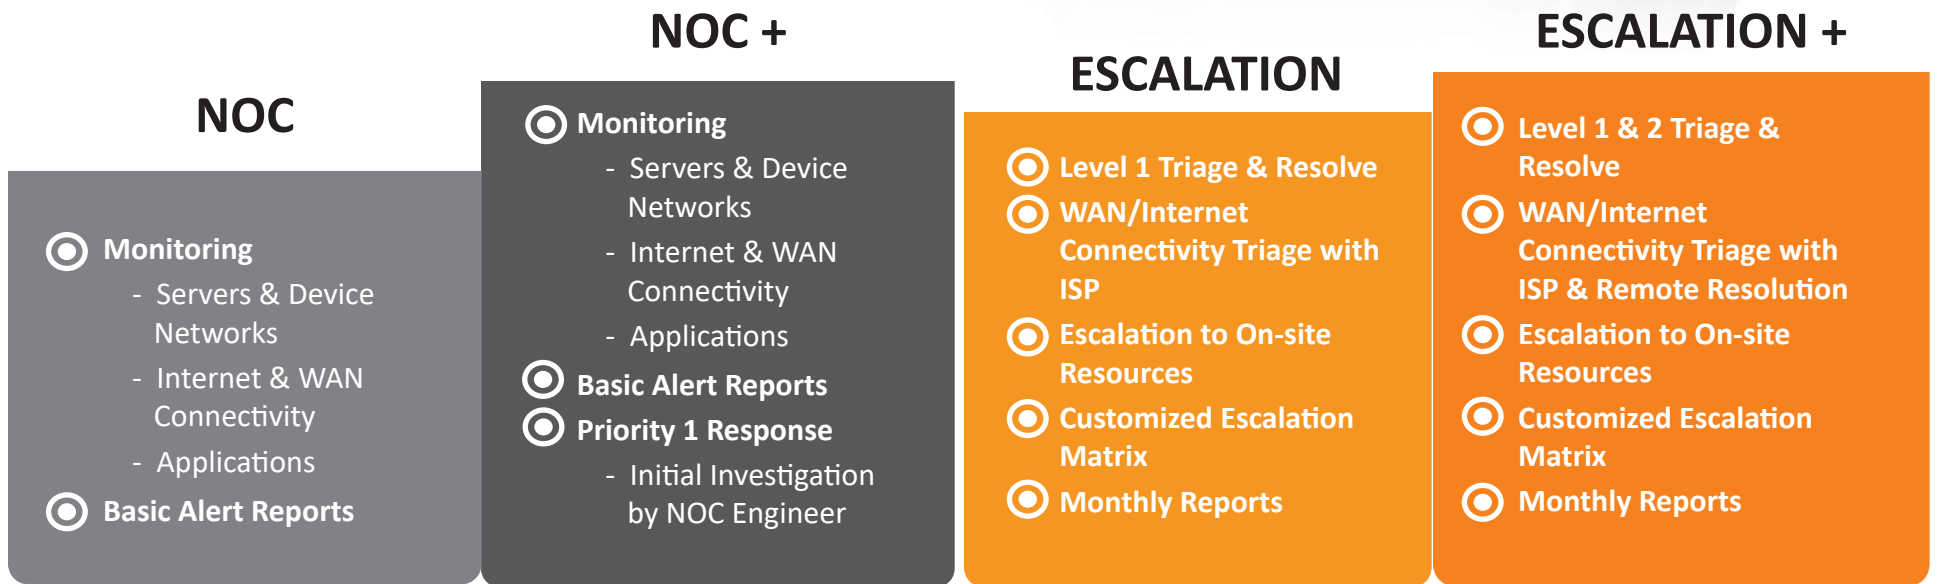 NOC
Monitoring
- Servers & Device
Networks
- Internet & WAN
Connectivity
- Applications
Basic Alert Reports
NOC +
Monitoring
- Servers & Device
Networks
- Internet & WAN
Connectivity
- Applications
Basic Alert Reports
Priority 1 Response
- Initial Investigation
by NOC Engineer
ESCALATION
Level 1 Triage & Resolve
WAN/Internet
Connectivity Triage with
ISP
Escalation to On-site
Resources
Customized Escalation
Matrix
Monthly Reports
ESCALATION +
Level 1 & 2 Triage &
Resolve
WAN/Internet
Connectivity Triage with
ISP & Remote Resolution
Escalation to On-site
Resources
Customized Escalation
Matrix
Monthly Reports